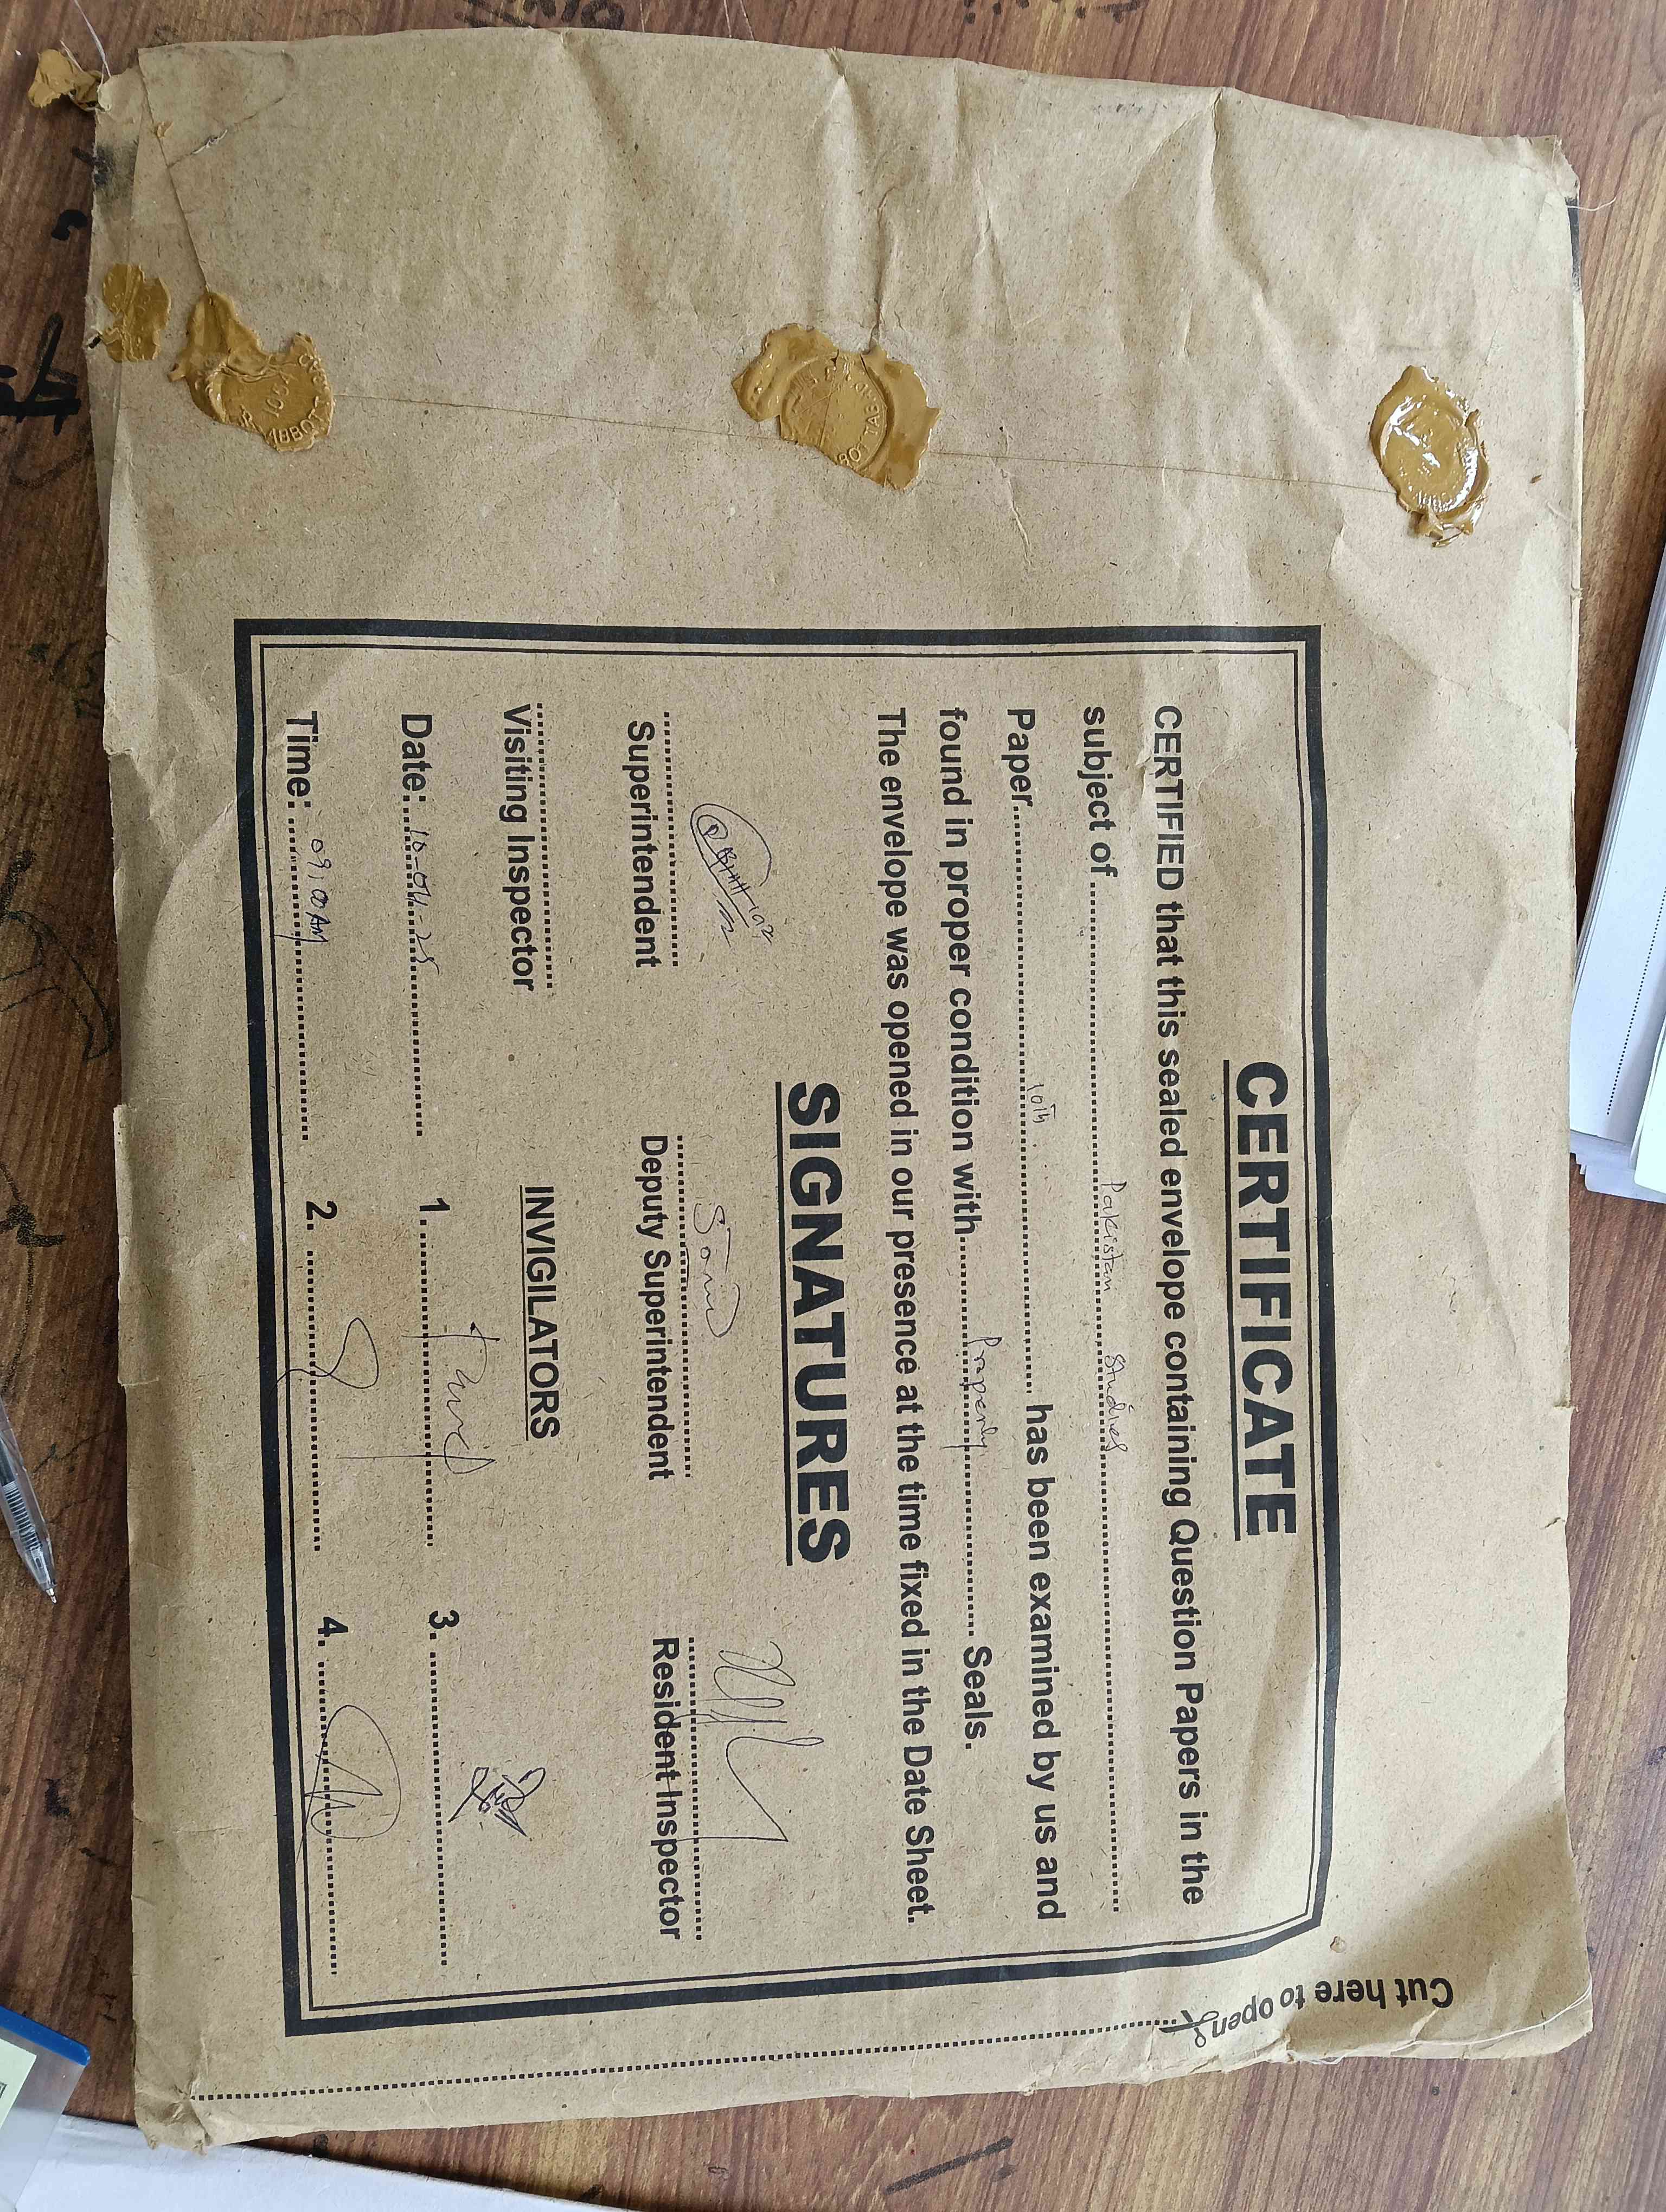 CERTIFICATE
CERTIFIED that this sealed envelope containing Question Papers in the
subject of Pakistan Studies
Paper 10th has been examined by us and
found in proper condition with Properly Seals.
The envelope was opened in our presence at the time fixed in the Date Sheet.
SIGNATURES
Superintendent
Deputy Superintendent
Resident Inspector
Visiting Inspector
INVIGILATORS
Date: 10-04-25
1.
3.
Time: 09:00 AM
2.
4.
Cut here to open